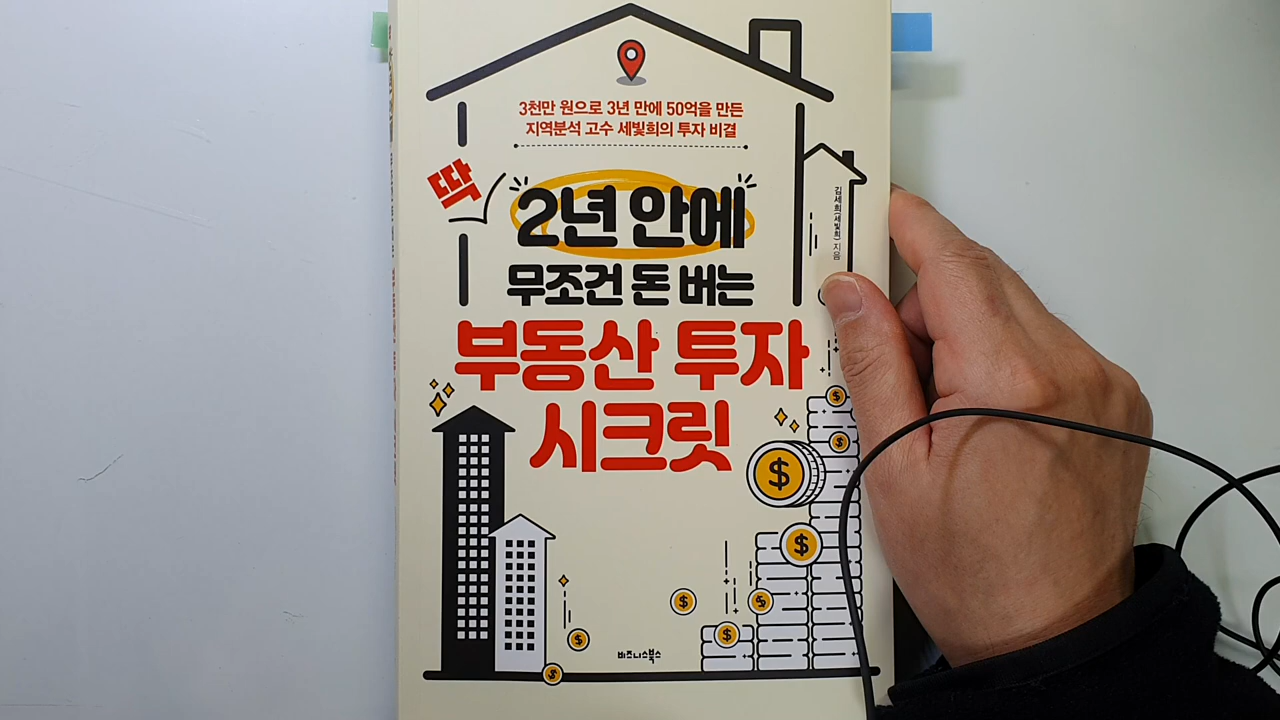 3천만 원으로 3년 만에 50억을 만든
지역분석 고수 세빛희의 투자 비결
딱
2년 안에
무조건 돈 버는
부동산 투자
시크릿
김세희(세빛희) 지음
비즈니스북스